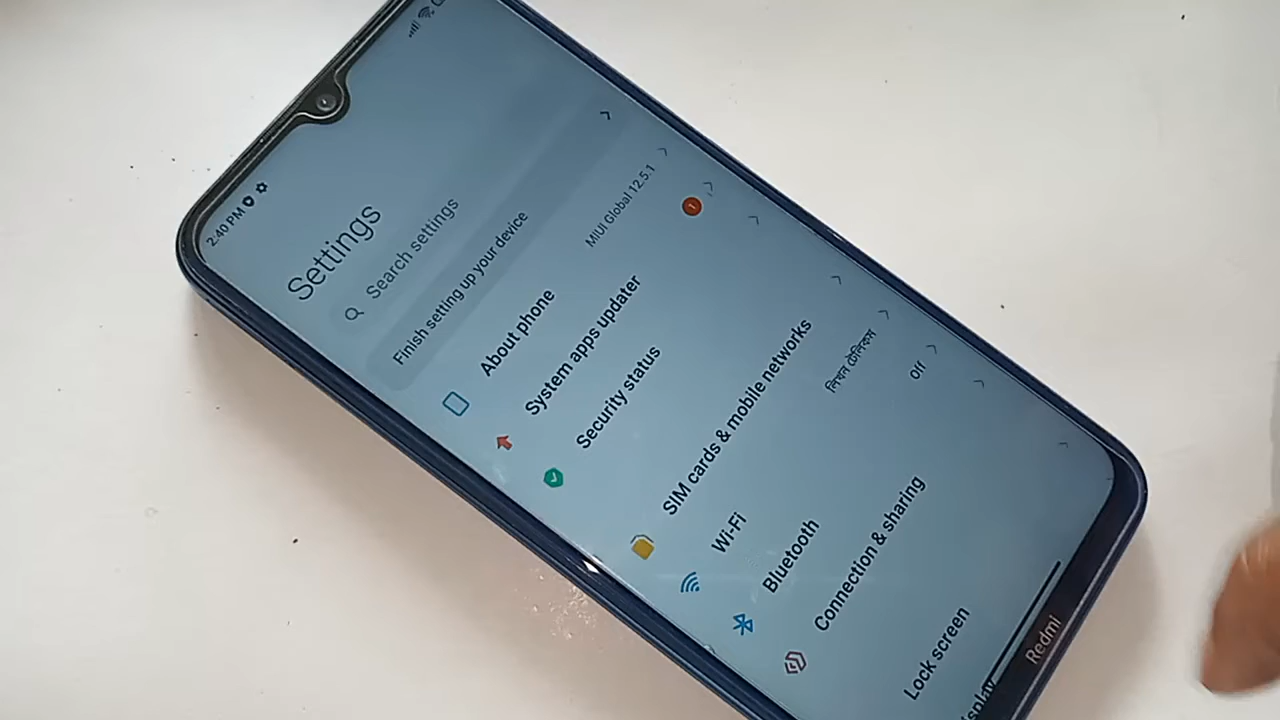 2:40 PM
Settings
Search settings
Finish setting up your device
About phone
MIUI Global 12.5.1
System apps updater
1
Security status
SIM cards & mobile networks
Wi-Fi
Bluetooth
Off
Connection & sharing
Lock screen
Redmi